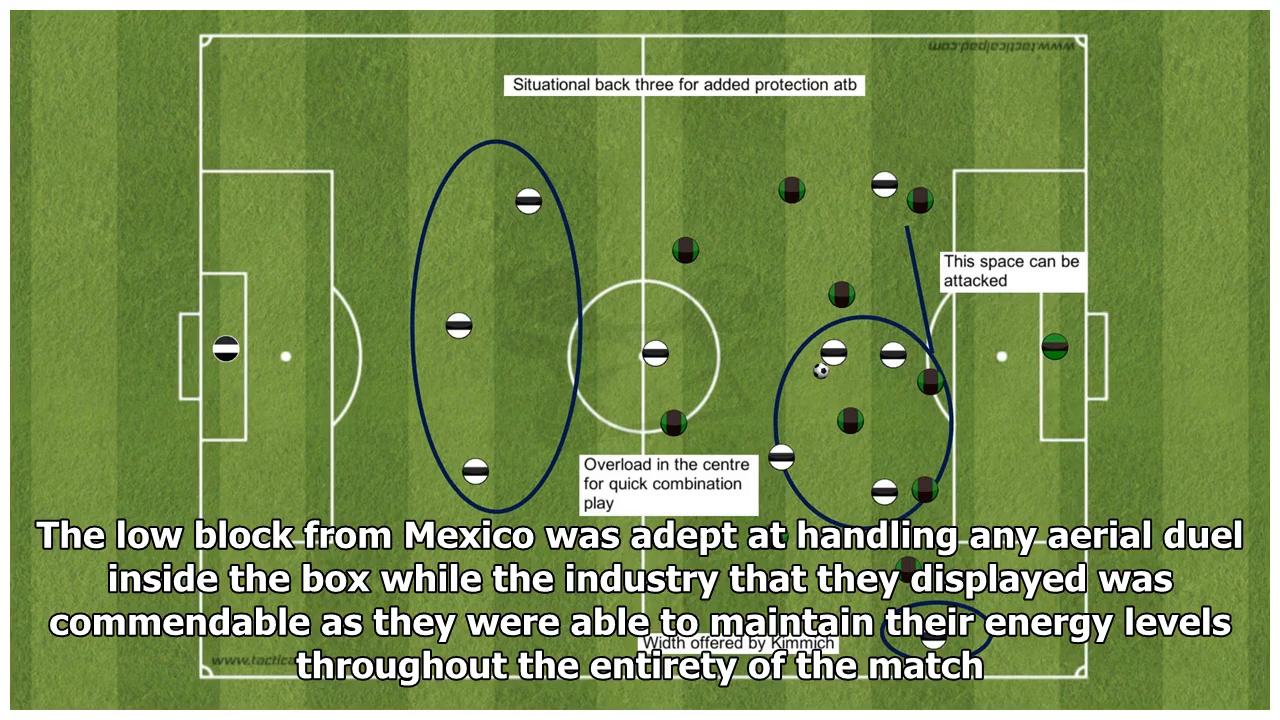 www.tacticalpad.com
Situational back three for added protection atb
This space can be
attacked
Overload in the centre
for quick combination
play
The low block from Mexico was adept at handling any aerial duel
inside the box while the industry that they displayed was
commendable as they were able to maintain their energy levels
Width offered by Kimmich
throughout the entirety of the match